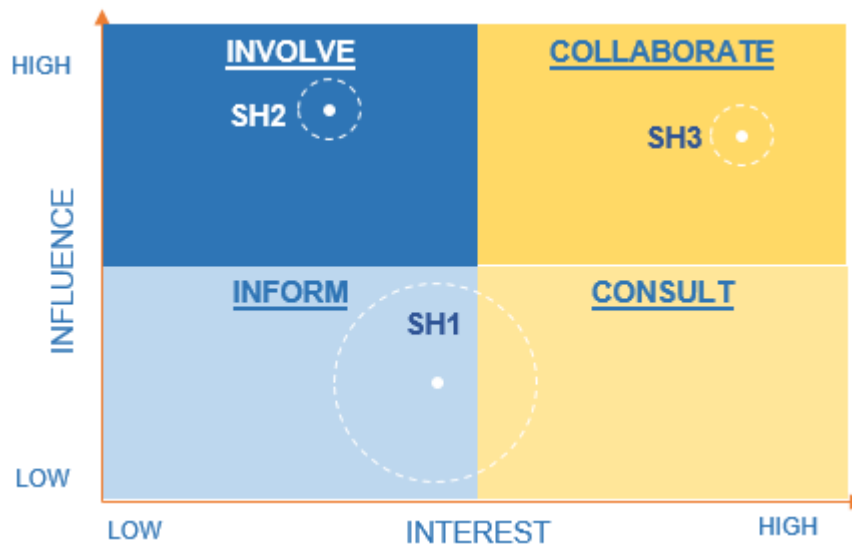 INVOLVE
COLLABORATE
HIGH
SH2
SH3
INFLUENCE
INFORM
CONSULT
SH1
LOW
LOW
INTEREST
HIGH